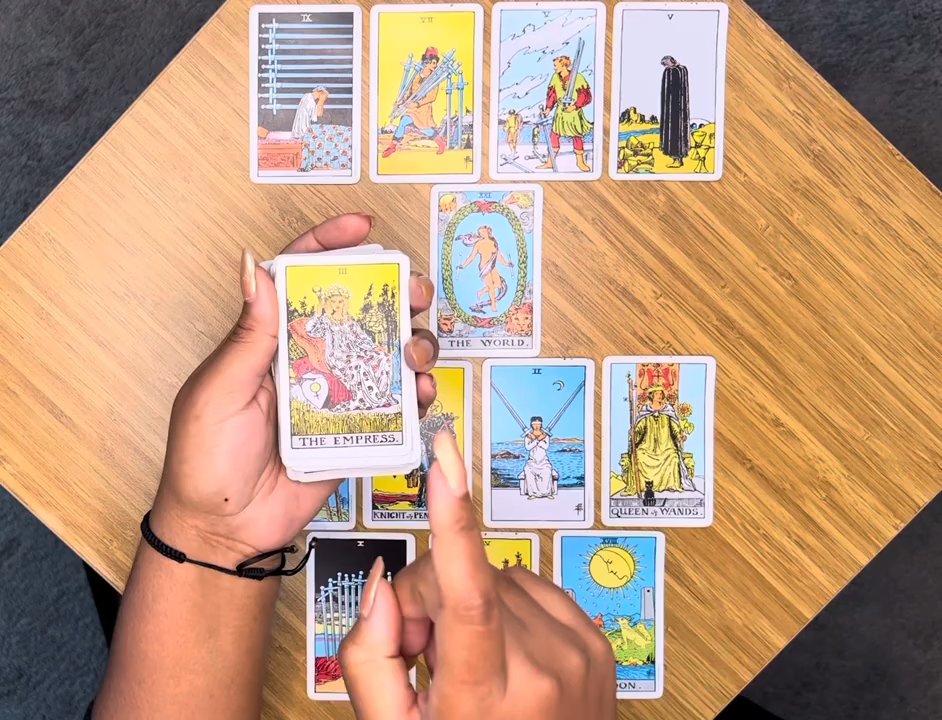 IX
VII
V
V
XXI
THE WORLD.
III
THE EMPRESS.
KNIGHT of PEN
II
QUEEN of WANDS.
X
V
XVIII
OON.